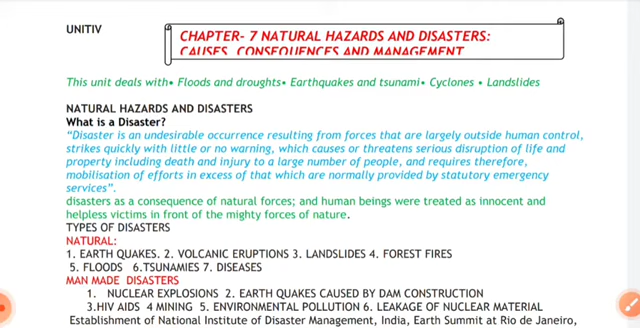 UNITIV
CHAPTER- 7 NATURAL HAZARDS AND DISASTERS:
CAUSES, CONSEQUENCES AND MANAGEMENT
This unit deals with• Floods and droughts• Earthquakes and tsunami• Cyclones • Landslides
NATURAL HAZARDS AND DISASTERS
What is a Disaster?
“Disaster is an undesirable occurrence resulting from forces that are largely outside human control,
strikes quickly with little or no warning, which causes or threatens serious disruption of life and
property including death and injury to a large number of people, and requires therefore,
mobilisation of efforts in excess of that which are normally provided by statutory emergency
services”.
disasters as a consequence of natural forces; and human beings were treated as innocent and
helpless victims in front of the mighty forces of nature.
TYPES OF DISASTERS
NATURAL:
1. EARTH QUAKES. 2. VOLCANIC ERUPTIONS 3. LANDSLIDES 4. FOREST FIRES
5. FLOODS 6.TSUNAMIES 7. DISEASES
MAN MADE DISASTERS
1. NUCLEAR EXPLOSIONS 2. EARTH QUAKES CAUSED BY DAM CONSTRUCTION
3.HIV AIDS 4 MINING 5. ENVIRONMENTAL POLLUTION 6. LEAKAGE OF NUCLEAR MATERIAL
Establishment of National Institute of Disaster Management, India, Earth Summit at Rio de Janeiro,